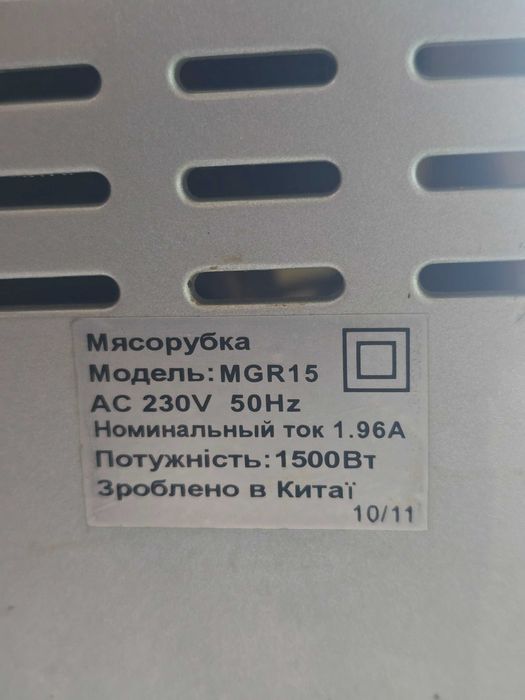 Мясорубка
Модель:MGR15
AC 230V 50Hz
Номинальный ток 1.96A
Потужність:1500Вт
Зроблено в Китаї
10/11